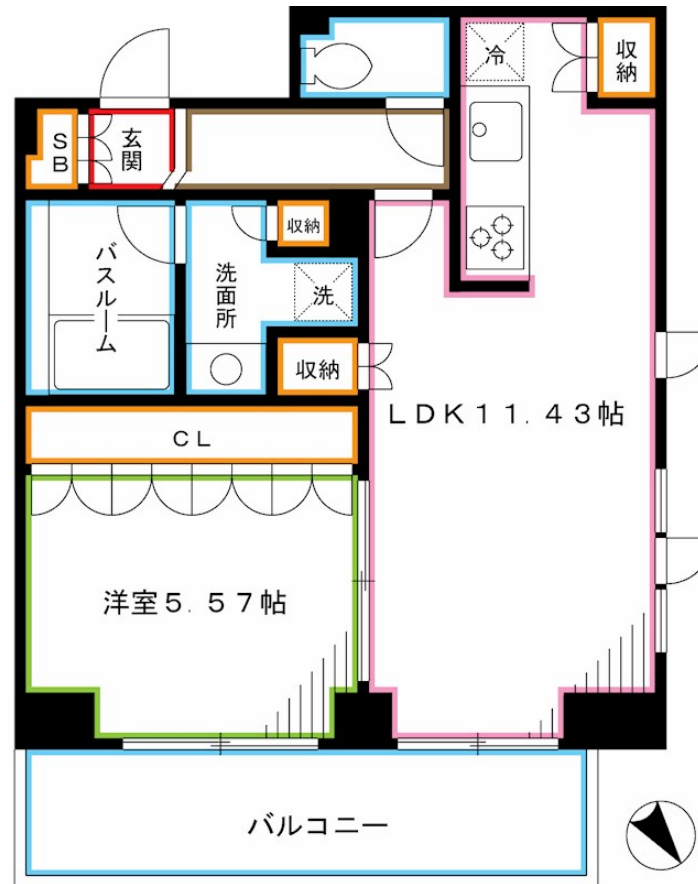 冷
収納
SB
玄関
バスルーム
洗面所
収納
洗
収納
CL
LDK11.43帖
洋室5.57帖
バルコニー